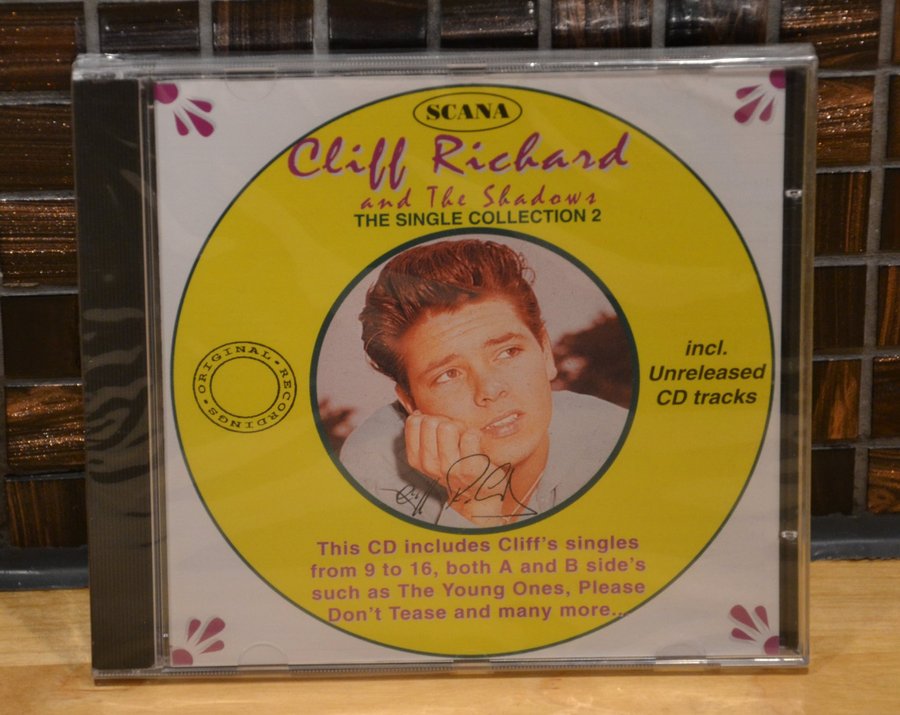 SCANA
Cliff Richard
and The Shadows
THE SINGLE COLLECTION 2
ORIGINAL • RECORDINGS •
incl.
Unreleased
CD tracks
Cliff Richard
This CD includes Cliff's singles
from 9 to 16, both A and B side's
such as The Young Ones, Please
Don't Tease and many more...